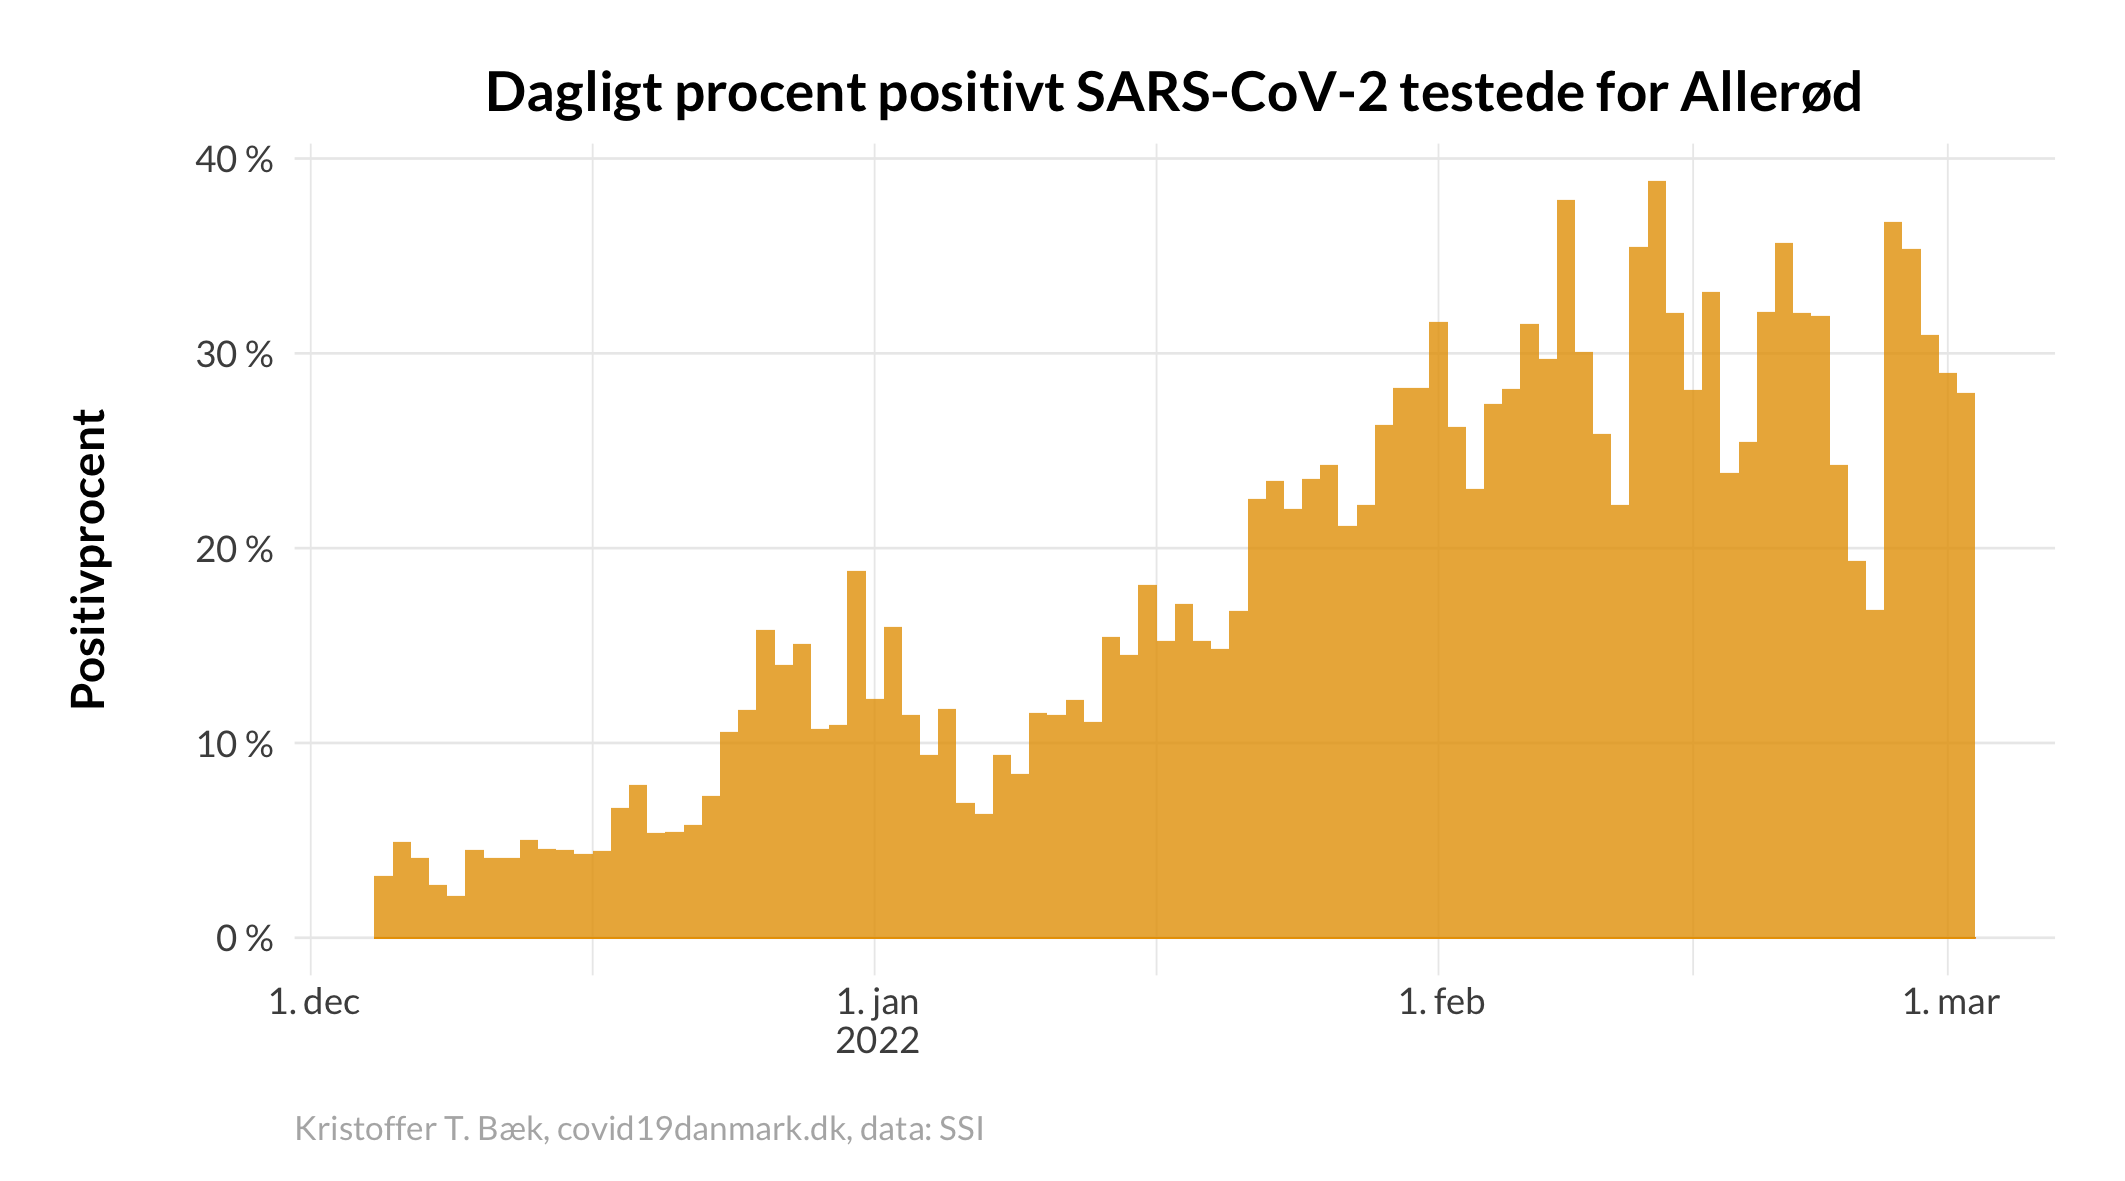 Dagligt procent positivt SARS-CoV-2 testede for Allerød
Positivprocent
40 %
30 %
20 %
10 %
0 %
1. dec
1. jan
2022
1. feb
1. mar
Kristoffer T. Bæk, covid19danmark.dk, data: SSI